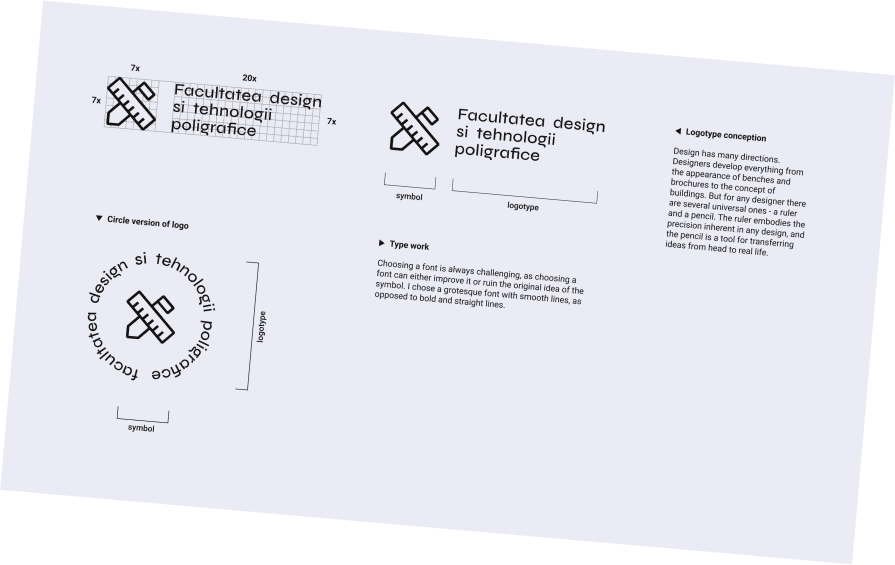 7x
20x
7x
Facultatea design
si tehnologii
poligrafice
7x
Facultatea design
si tehnologii
poligrafice
symbol
logotype
◀ Logotype conception
Design has many directions.
Designers develop everything from
the appearance of benches and
brochures to the concept of
buildings. But for any designer there
are several universal ones - a ruler
and a pencil. The ruler embodies the
precision inherent in any design, and
the pencil is a tool for transferring
ideas from head to real life.
▼ Circle version of logo
facultatea design si tehnologii poligrafice
logotype
symbol
▶ Type work
Choosing a font is always challenging, as choosing a
font can either improve it or ruin the original idea of the
symbol. I chose a grotesque font with smooth lines, as
opposed to bold and straight lines.